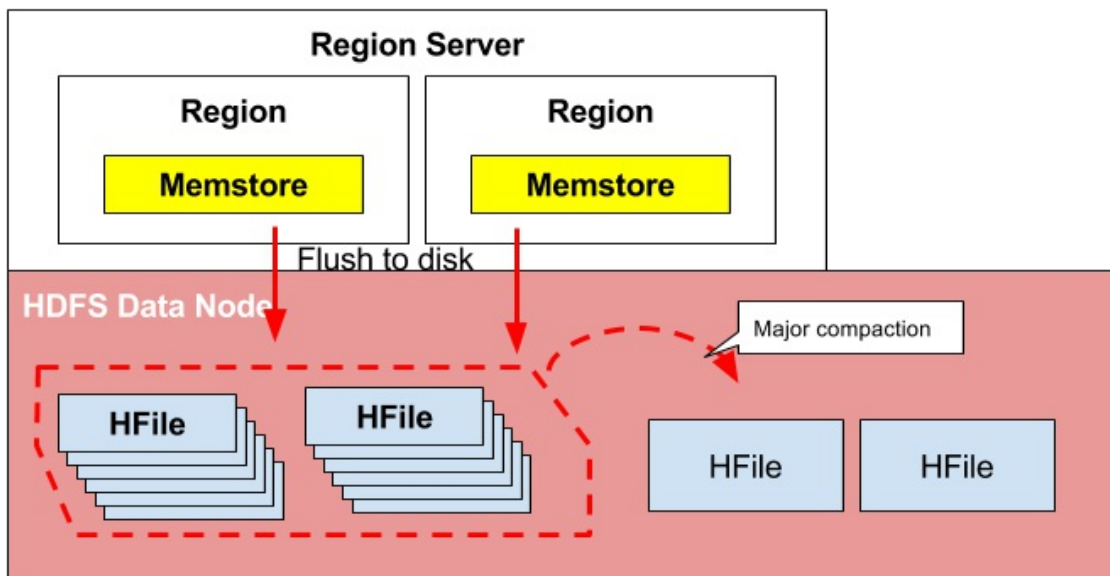 Region Server
Region
Region
Memstore
Memstore
Flush to disk
HDFS Data Node
Major compaction
HFile
HFile
HFile
HFile